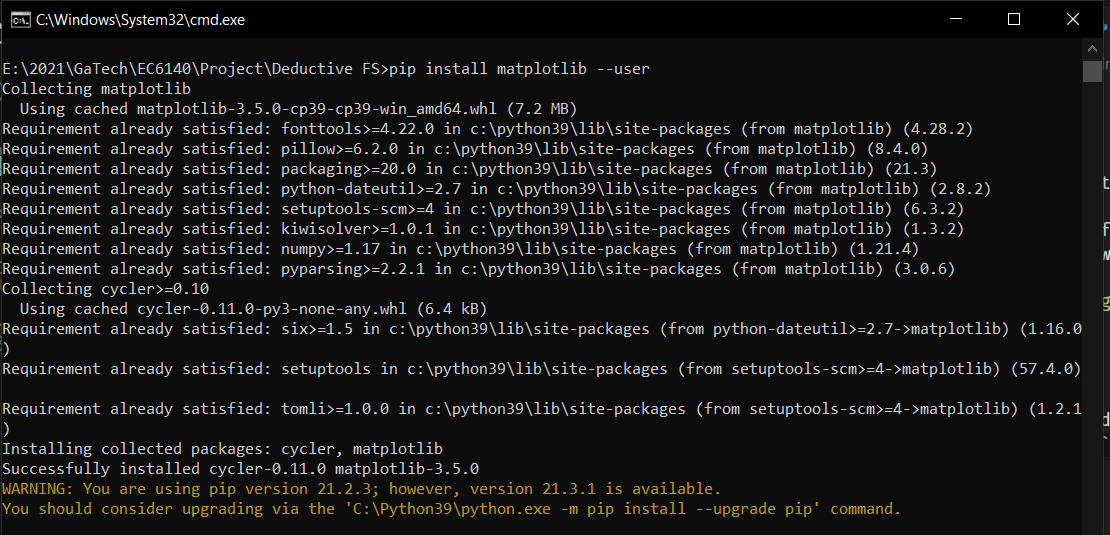 C:\Windows\System32\cmd.exe
E:\2021\GaTech\EC6140\Project\Deductive FS>pip install matplotlib --user
Collecting matplotlib
  Using cached matplotlib-3.5.0-cp39-cp39-win_amd64.whl (7.2 MB)
Requirement already satisfied: fonttools>=4.22.0 in c:\python39\lib\site-packages (from matplotlib) (4.28.2)
Requirement already satisfied: pillow>=6.2.0 in c:\python39\lib\site-packages (from matplotlib) (8.4.0)
Requirement already satisfied: packaging>=20.0 in c:\python39\lib\site-packages (from matplotlib) (21.3)
Requirement already satisfied: python-dateutil>=2.7 in c:\python39\lib\site-packages (from matplotlib) (2.8.2)
Requirement already satisfied: setuptools-scm>=4 in c:\python39\lib\site-packages (from matplotlib) (6.3.2)
Requirement already satisfied: kiwisolver>=1.0.1 in c:\python39\lib\site-packages (from matplotlib) (1.3.2)
Requirement already satisfied: numpy>=1.17 in c:\python39\lib\site-packages (from matplotlib) (1.21.4)
Requirement already satisfied: pyparsing>=2.2.1 in c:\python39\lib\site-packages (from matplotlib) (3.0.6)
Collecting cycler>=0.10
  Using cached cycler-0.11.0-py3-none-any.whl (6.4 kB)
Requirement already satisfied: six>=1.5 in c:\python39\lib\site-packages (from python-dateutil>=2.7->matplotlib) (1.16.0
)
Requirement already satisfied: setuptools in c:\python39\lib\site-packages (from setuptools-scm>=4->matplotlib) (57.4.0)
Requirement already satisfied: tomli>=1.0.0 in c:\python39\lib\site-packages (from setuptools-scm>=4->matplotlib) (1.2.1
)
Installing collected packages: cycler, matplotlib
Successfully installed cycler-0.11.0 matplotlib-3.5.0
WARNING: You are using pip version 21.2.3; however, version 21.3.1 is available.
You should consider upgrading via the 'C:\Python39\python.exe -m pip install --upgrade pip' command.